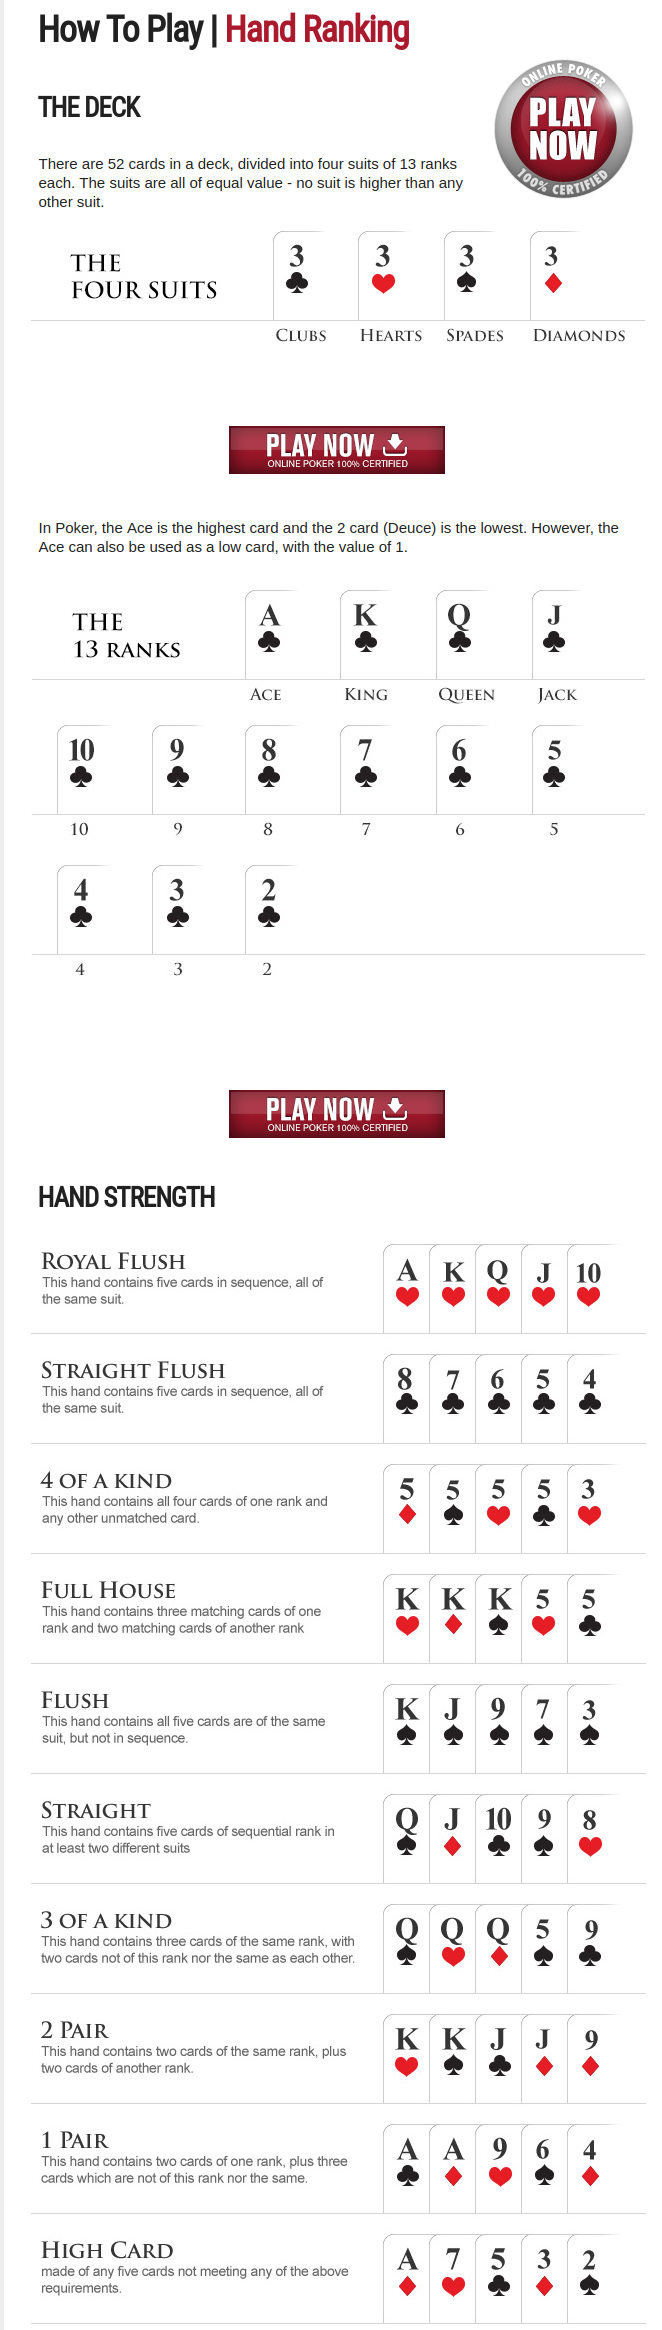 How To Play | Hand Ranking
ONLINE POKER
PLAY
NOW
100% CERTIFIED
THE DECK
There are 52 cards in a deck, divided into four suits of 13 ranks
each. The suits are all of equal value - no suit is higher than any
other suit.
THE
FOUR SUITS
3 3 3 3
CLUBS HEARTS SPADES DIAMONDS
PLAY NOW
ONLINE POKER 100% CERTIFIED
In Poker, the Ace is the highest card and the 2 card (Deuce) is the lowest. However, the
Ace can also be used as a low card, with the value of 1.
THE
13 RANKS
A K Q J
ACE KING QUEEN JACK
10 9 8 7 6 5
10 9 8 7 6 5
4 3 2
4 3 2
PLAY NOW
ONLINE POKER 100% CERTIFIED
HAND STRENGTH
ROYAL FLUSH
This hand contains five cards in sequence, all of
the same suit.
A K Q J 10
STRAIGHT FLUSH
This hand contains five cards in sequence, all of
the same suit.
8 7 6 5 4
4 OF A KIND
This hand contains all four cards of one rank and
any other unmatched card.
5 5 5 5 3
FULL HOUSE
This hand contains three matching cards of one
rank and two matching cards of another rank
K K K 5 5
FLUSH
This hand contains all five cards are of the same
suit, but not in sequence.
K J 9 7 3
STRAIGHT
This hand contains five cards of sequential rank in
at least two different suits
Q J 10 9 8
3 OF A KIND
This hand contains three cards of the same rank, with
two cards not of this rank nor the same as each other.
Q Q Q 5 9
2 PAIR
This hand contains two cards of the same rank, plus
two cards of another rank.
K K J J 9
1 PAIR
This hand contains two cards of one rank, plus three
cards which are not of this rank nor the same.
A A 9 6 4
HIGH CARD
made of any five cards not meeting any of the above
requirements.
A 7 5 3 2